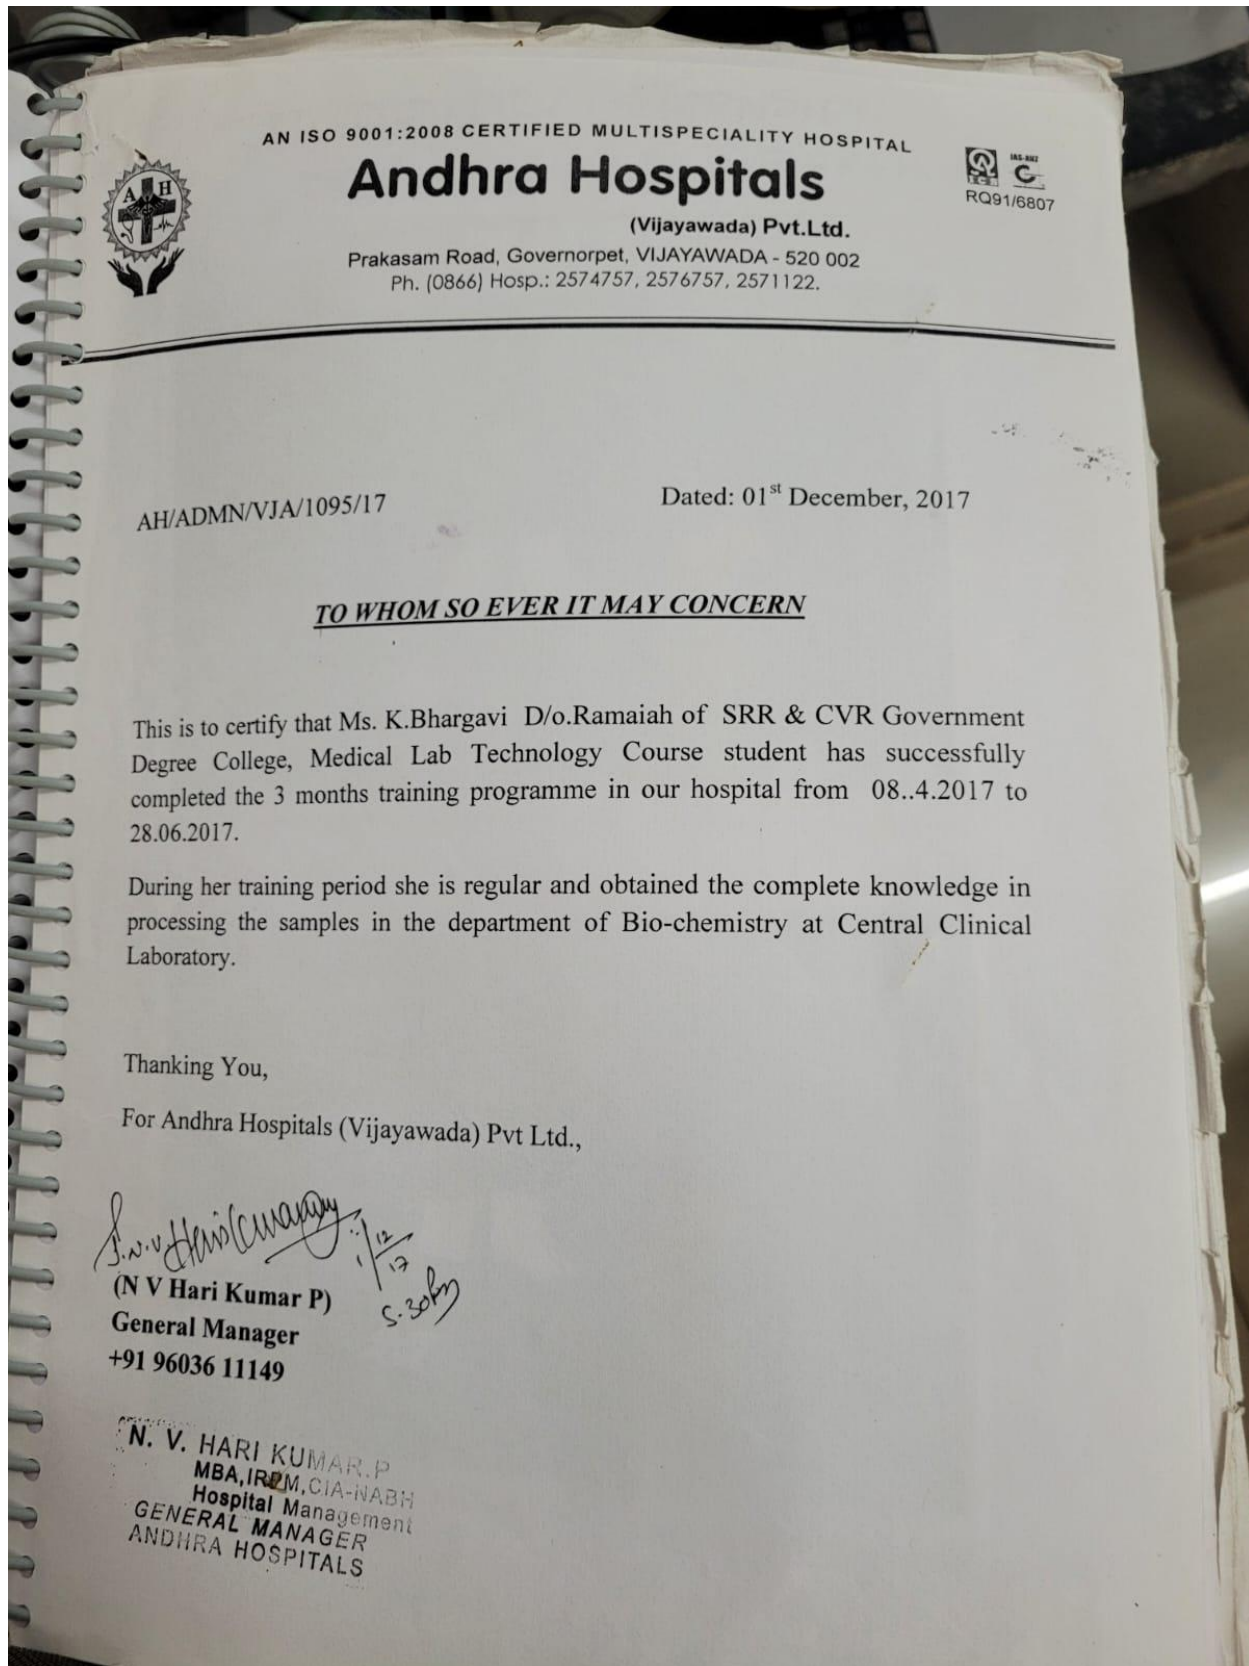 AN ISO 9001:2008 CERTIFIED MULTISPECIALITY HOSPITAL
Andhra Hospitals
(Vijayawada) Pvt.Ltd.
Prakasam Road, Governorpet, VIJAYAWADA - 520 002
Ph. (0866) Hosp.: 2574757, 2576757, 2571122.
A H
IAS-ANZ
RQ91/6807
AH/ADMN/VJA/1095/17
Dated: 01st December, 2017
TO WHOM SO EVER IT MAY CONCERN
This is to certify that Ms. K.Bhargavi D/o.Ramaiah of SRR & CVR Government
Degree College, Medical Lab Technology Course student has successfully
completed the 3 months training programme in our hospital from 08..4.2017 to
28.06.2017.
During her training period she is regular and obtained the complete knowledge in
processing the samples in the department of Bio-chemistry at Central Clinical
Laboratory.
Thanking You,
For Andhra Hospitals (Vijayawada) Pvt Ltd.,
1/12/17
(N V Hari Kumar P)
General Manager
+91 96036 11149
N. V. HARI KUMAR.P
MBA,IRPM,CIA-NABH
Hospital Management
GENERAL MANAGER
ANDHRA HOSPITALS